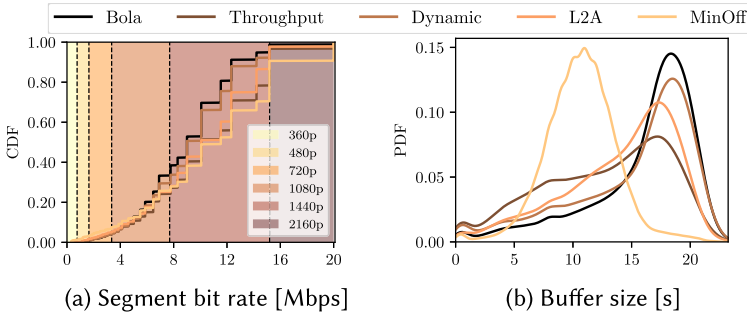 Bola Throughput Dynamic L2A MinOff
1.00
0.80
0.60
0.40
0.20
0.00
CDF
360p
480p
720p
1080p
1440p
2160p
0 4 8 12 16 20
(a) Segment bit rate [Mbps]
0.15
0.10
0.05
0.00
PDF
0 5 10 15 20
(b) Buffer size [s]